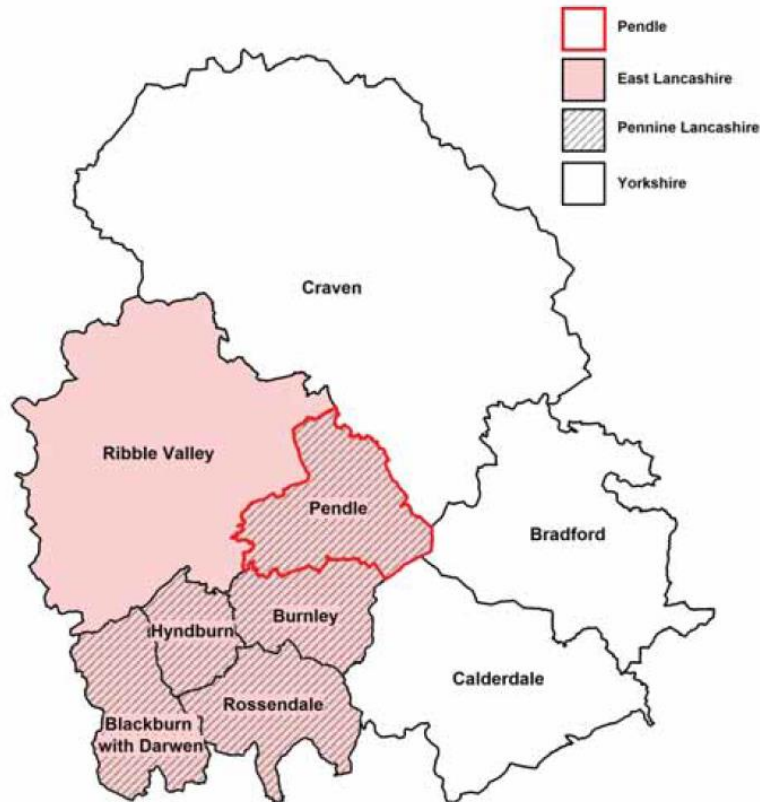 Pendle
East Lancashire
Pennine Lancashire
Yorkshire
Craven
Ribble Valley
Pendle
Bradford
Hyndburn
Burnley
Calderdale
Rossendale
Blackburn
with Darwen